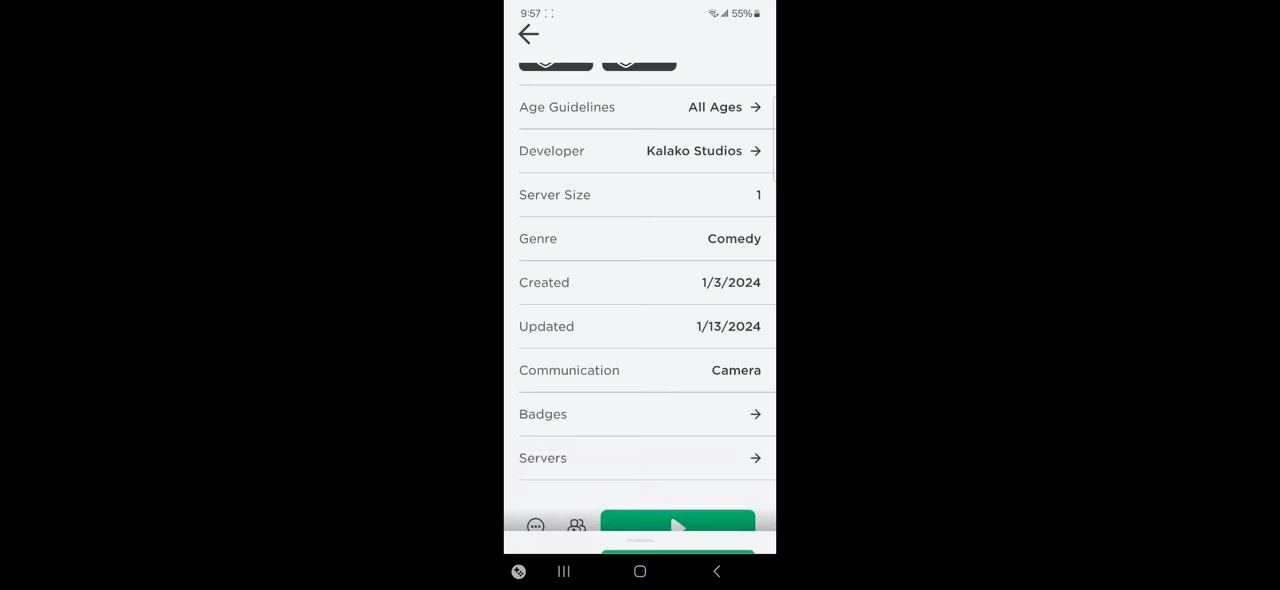 9:57 55%
Age Guidelines All Ages
Developer Kalako Studios
Server Size 1
Genre Comedy
Created 1/3/2024
Updated 1/13/2024
Communication Camera
Badges
Servers